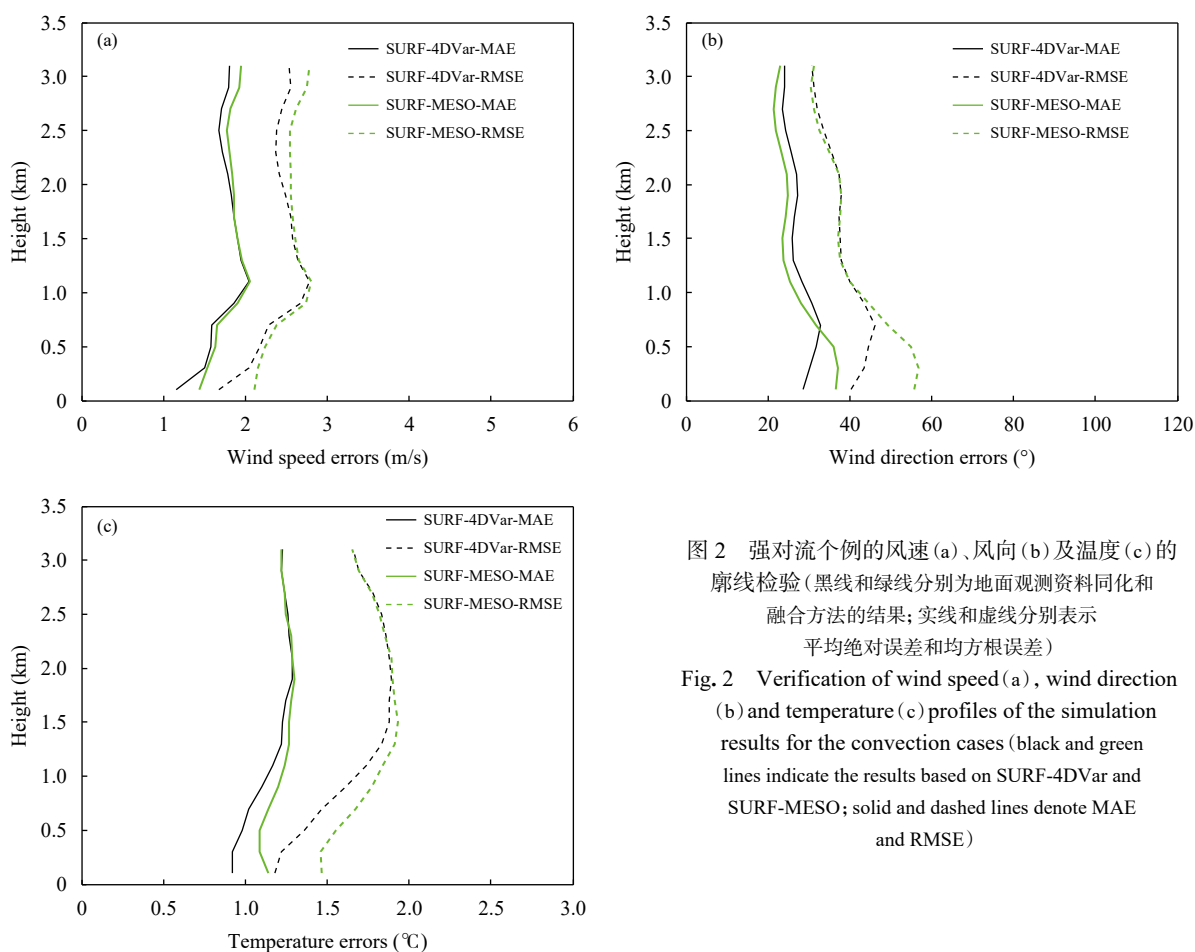 3.5
3.0
2.5
2.0
1.5
1.0
0.5
0
Height (km)
(a)
SURF-4DVar-MAE
SURF-4DVar-RMSE
SURF-MESO-MAE
SURF-MESO-RMSE
0 1 2 3 4 5 6
Wind speed errors (m/s)
3.5
3.0
2.5
2.0
1.5
1.0
0.5
0
Height (km)
(b)
SURF-4DVar-MAE
SURF-4DVar-RMSE
SURF-MESO-MAE
SURF-MESO-RMSE
0 20 40 60 80 100 120
Wind direction errors (°)
3.5
3.0
2.5
2.0
1.5
1.0
0.5
0
Height (km)
(c)
SURF-4DVar-MAE
SURF-4DVar-RMSE
SURF-MESO-MAE
SURF-MESO-RMSE
0 0.5 1.0 1.5 2.0 2.5 3.0
Temperature errors (℃)
图 2 强对流个例的风速(a)、风向(b)及温度(c)的
廓线检验(黑线和绿线分别为地面观测资料同化和
融合方法的结果; 实线和虚线分别表示
平均绝对误差和均方根误差)
Fig. 2 Verification of wind speed(a), wind direction
(b)and temperature(c)profiles of the simulation
results for the convection cases(black and green
lines indicate the results based on SURF-4DVar and
SURF-MESO; solid and dashed lines denote MAE
and RMSE)